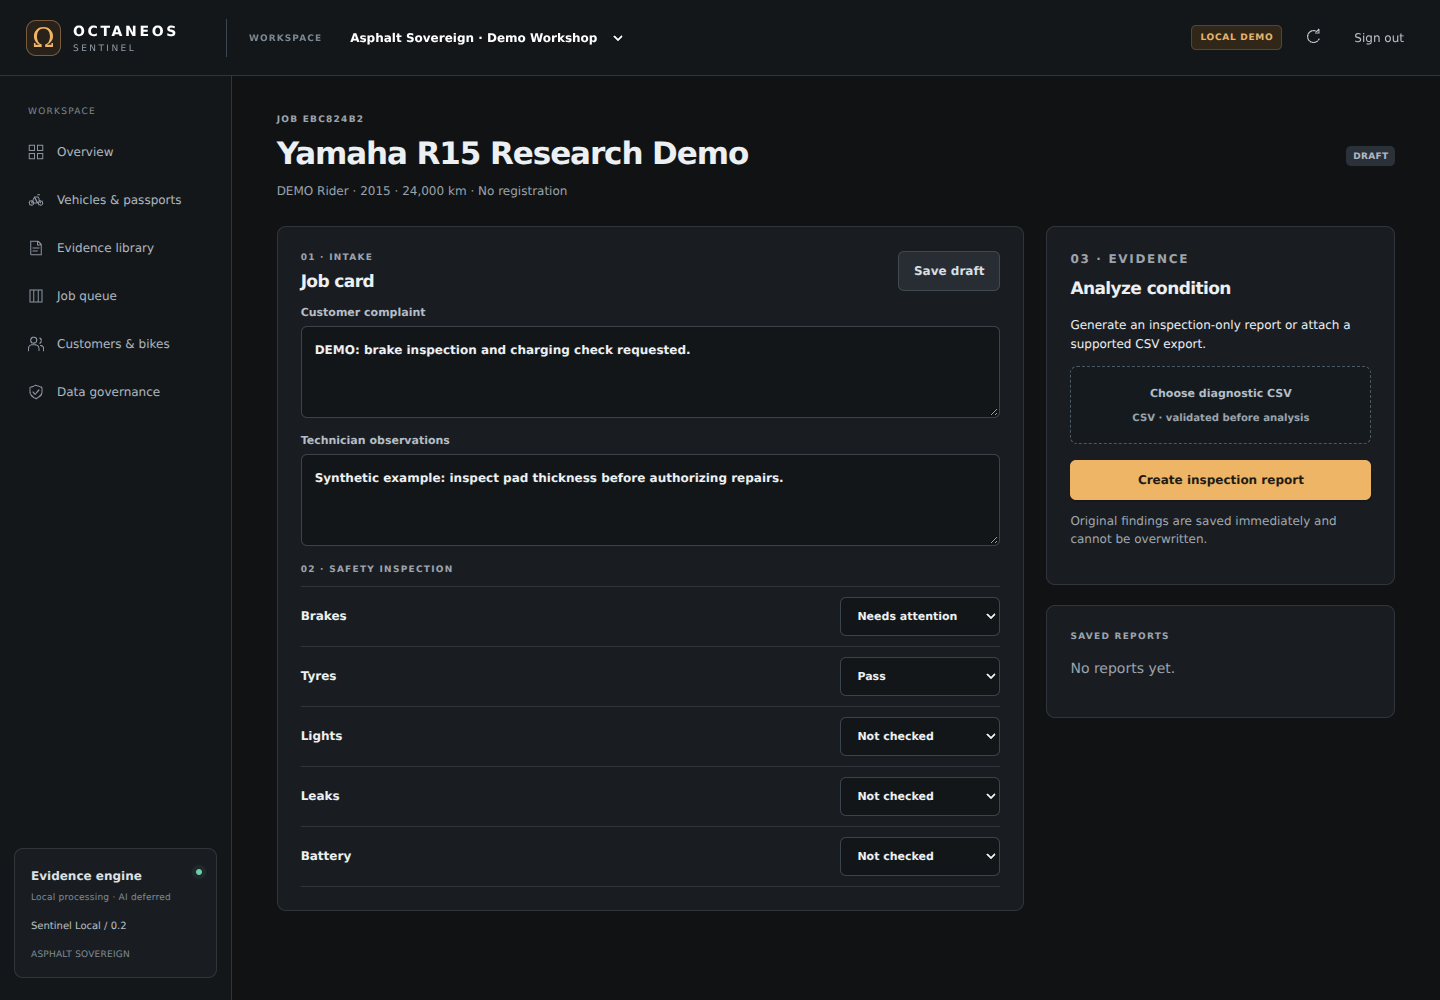 Ω OCTANEOS
SENTINEL
WORKSPACE
Asphalt Sovereign · Demo Workshop
LOCAL DEMO
Sign out
WORKSPACE
Overview
Vehicles & passports
Evidence library
Job queue
Customers & bikes
Data governance
Evidence engine
Local processing · AI deferred
Sentinel Local / 0.2
ASPHALT SOVEREIGN
JOB EBC824B2
Yamaha R15 Research Demo
DRAFT
DEMO Rider · 2015 · 24,000 km · No registration
01 · INTAKE
Job card
Save draft
Customer complaint
DEMO: brake inspection and charging check requested.
Technician observations
Synthetic example: inspect pad thickness before authorizing repairs.
02 · SAFETY INSPECTION
Brakes
Needs attention
Tyres
Pass
Lights
Not checked
Leaks
Not checked
Battery
Not checked
03 · EVIDENCE
Analyze condition
Generate an inspection-only report or attach a
supported CSV export.
Choose diagnostic CSV
CSV · validated before analysis
Create inspection report
Original findings are saved immediately and
cannot be overwritten.
SAVED REPORTS
No reports yet.